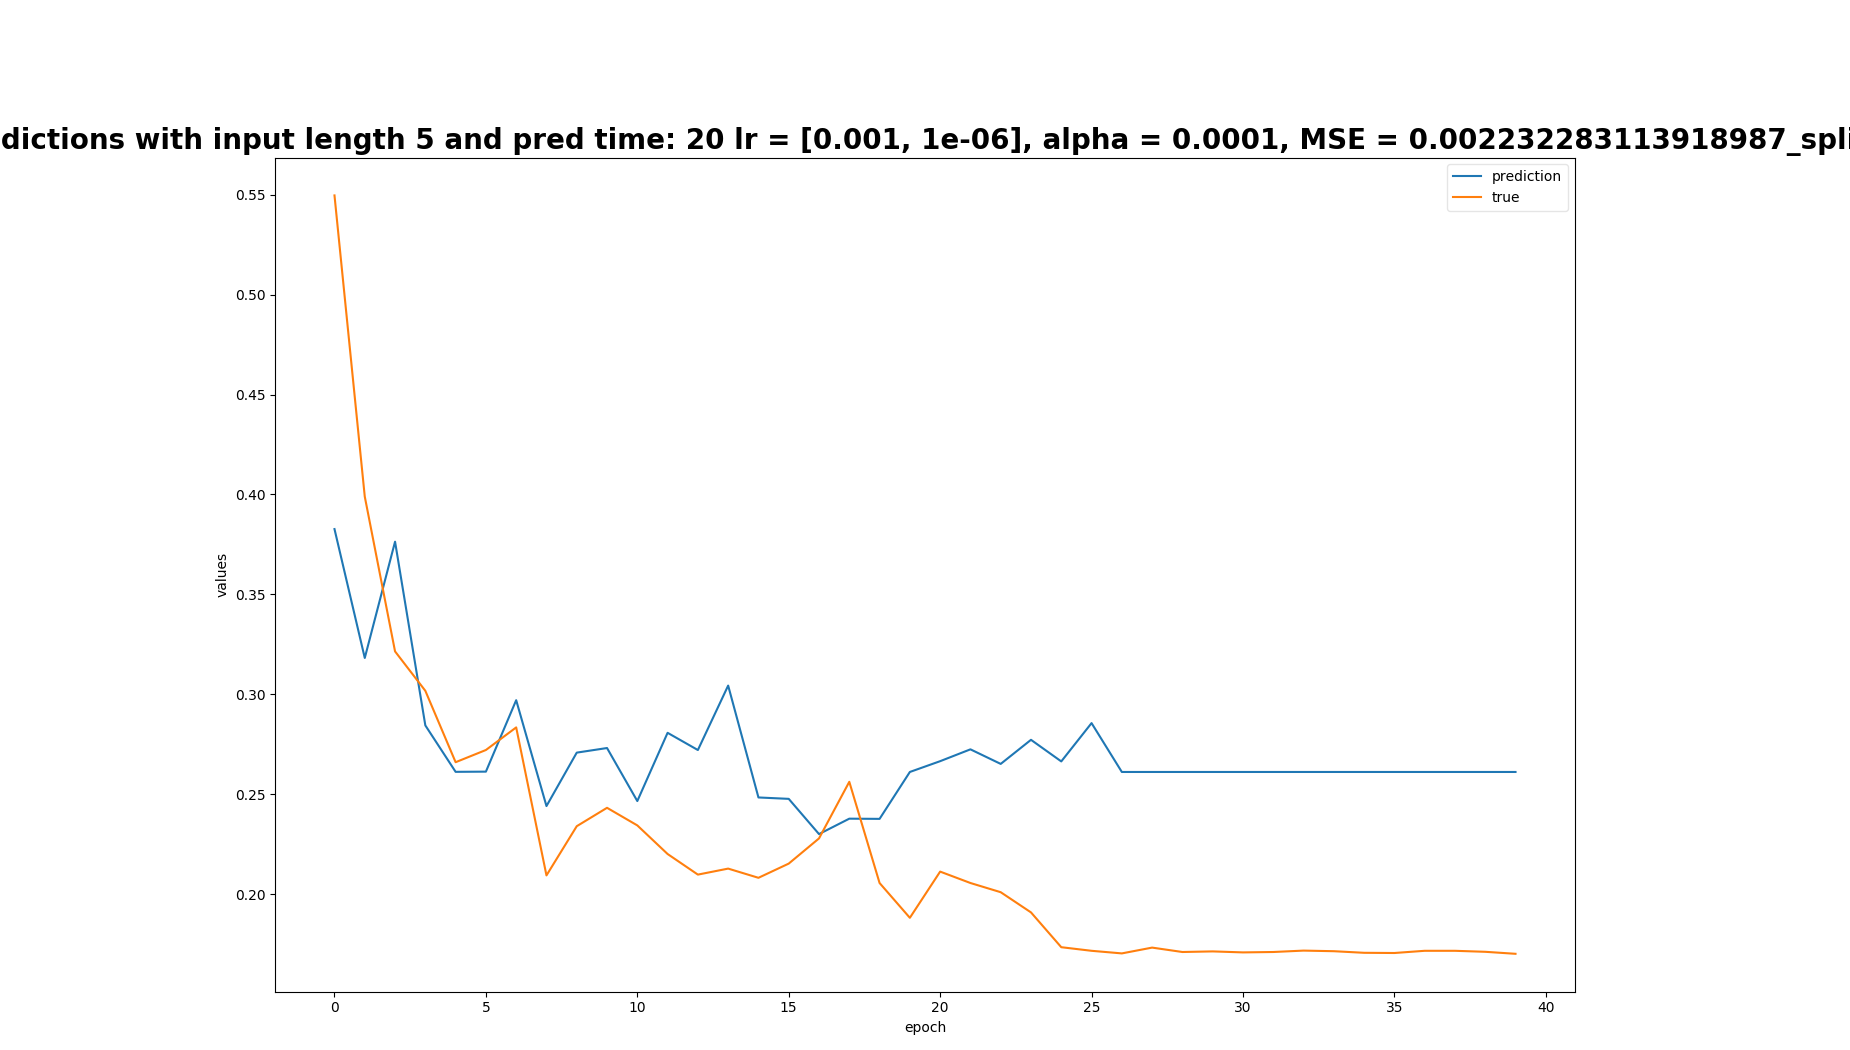 dictions with input length 5 and pred time: 20 lr = [0.001, 1e-06], alpha = 0.0001, MSE = 0.002232283113918987_spli
prediction
true
0.55
0.50
0.45
0.40
0.35
0.30
0.25
0.20
values
0 5 10 15 20 25 30 35 40
epoch